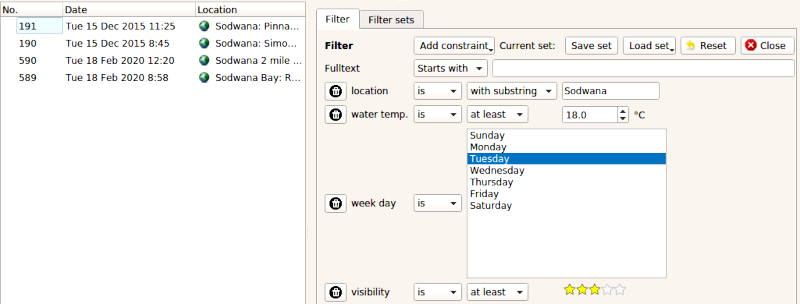 No. Date Location
191 Tue 15 Dec 2015 11:25 Sodwana: Pinna...
190 Tue 15 Dec 2015 8:45 Sodwana: Simo...
590 Tue 18 Feb 2020 12:20 Sodwana 2 mile ...
589 Tue 18 Feb 2020 8:58 Sodwana Bay: R...
Filter Filter sets
Filter Add constraint Current set: Save set Load set Reset Close
Fulltext Starts with
location is with substring Sodwana
water temp. is at least 18.0 °C
Sunday
Monday
Tuesday
Wednesday
Thursday
Friday
Saturday
week day is
visibility is at least